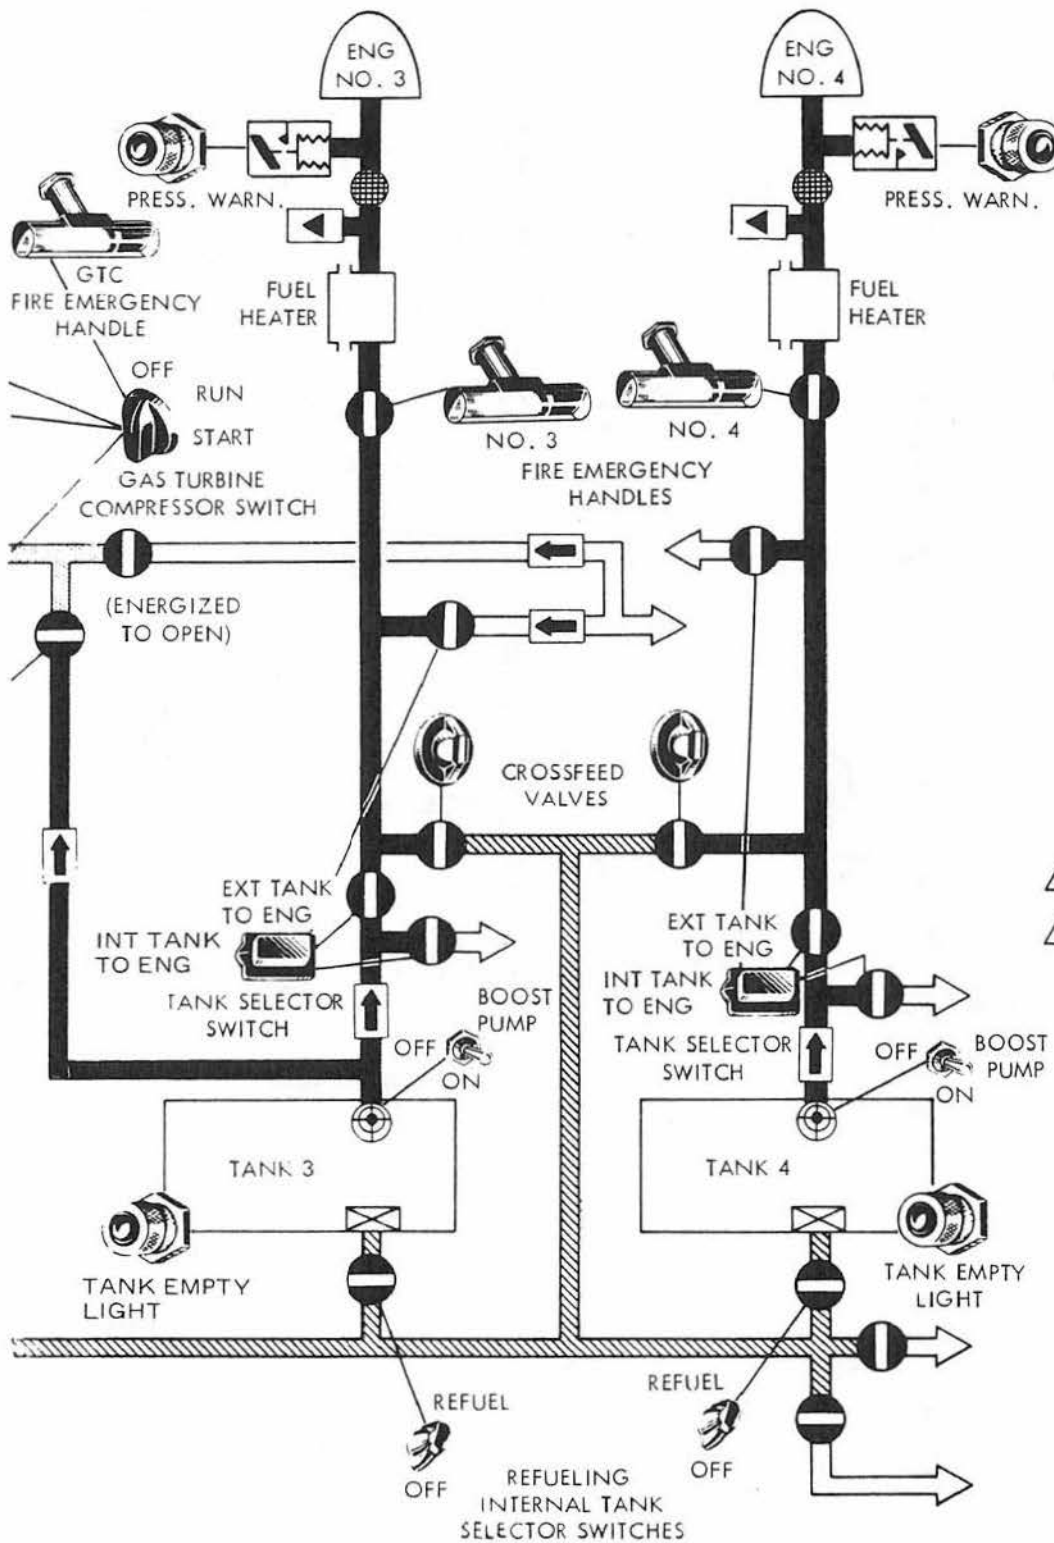 ENG
NO. 3
ENG
NO. 4
PRESS. WARN.
PRESS. WARN.
GTC
FIRE EMERGENCY
HANDLE
FUEL
HEATER
FUEL
HEATER
OFF
RUN
START
GAS TURBINE
COMPRESSOR SWITCH
NO. 3
NO. 4
FIRE EMERGENCY
HANDLES
(ENERGIZED
TO OPEN)
CROSSFEED
VALVES
EXT TANK
TO ENG
INT TANK
TO ENG
TANK SELECTOR
SWITCH
BOOST
PUMP
OFF
ON
EXT TANK
TO ENG
INT TANK
TO ENG
TANK SELECTOR
SWITCH
OFF
BOOST
PUMP
ON
TANK 3
TANK 4
TANK EMPTY
LIGHT
TANK EMPTY
LIGHT
REFUEL
OFF
REFUEL
OFF
REFUELING
INTERNAL TANK
SELECTOR SWITCHES